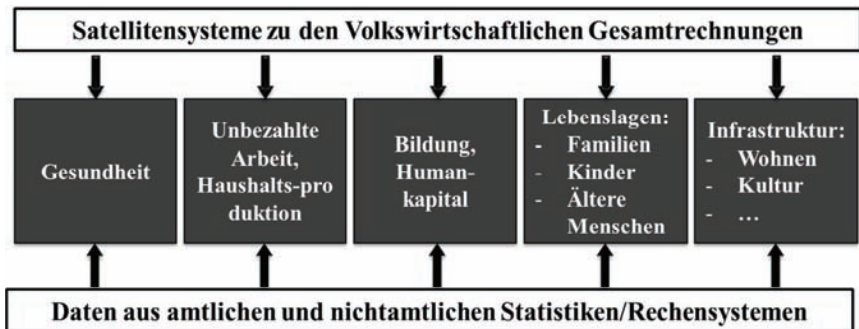 Satellitensysteme zu den Volkswirtschaftlichen Gesamtrechnungen
Gesundheit
Unbezahlte
Arbeit,
Haushalts-pro
duktion
Bildung,
Human-
kapital
Lebenslagen:
- Familien
- Kinder
- Ältere
Menschen
Infrastruktur:
- Wohnen
- Kultur
- …
Daten aus amtlichen und nichtamtlichen Statistiken/Rechensystemen